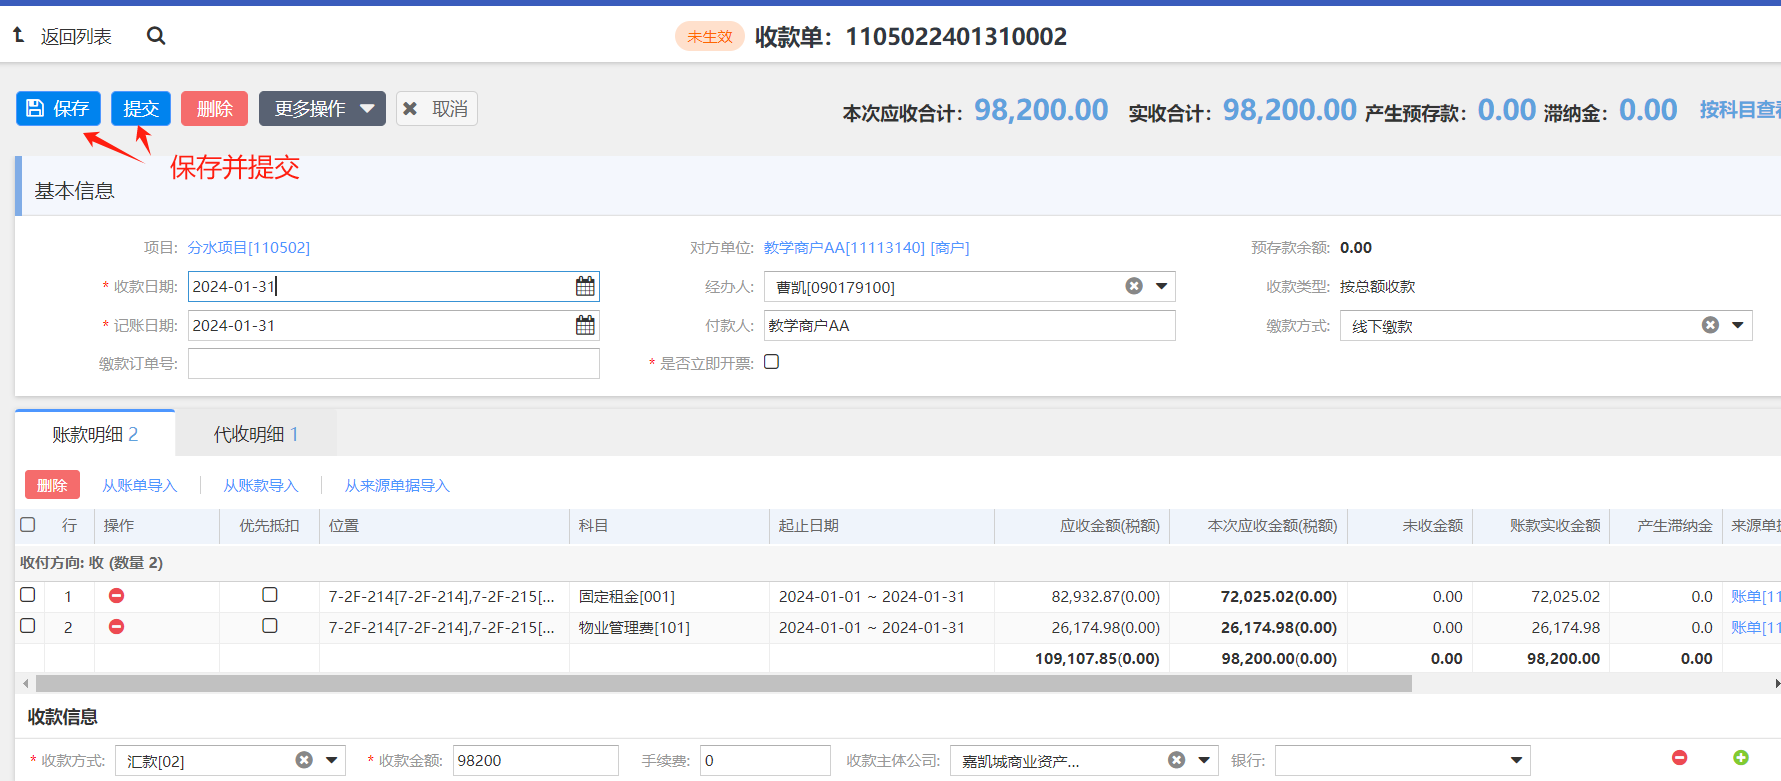 返回列表
未生效 收款单：1105022401310002
保存 提交 删除 更多操作 取消
本次应收合计：98,200.00 实收合计：98,200.00 产生预存款：0.00 滞纳金：0.00 按科目查
保存并提交
基本信息
项目: 分水项目[110502] 对方单位: 教学商户AA[11113140] [商户] 预存款余额: 0.00
* 收款日期: 2024-01-31 经办人: 曹凯[090179100] 收款类型: 按总额收款
* 记账日期: 2024-01-31 付款人: 教学商户AA 缴款方式: 线下缴款
缴款订单号: * 是否立即开票:
账款明细 2 代收明细 1
删除 从账单导入 从账款导入 从来源单据导入
行 操作 优先抵扣 位置 科目 起止日期 应收金额(税额) 本次应收金额(税额) 未收金额 账款实收金额 产生滞纳金 来源单
收付方向: 收 (数量 2)
1 7-2F-214[7-2F-214],7-2F-215[... 固定租金[001] 2024-01-01 ~ 2024-01-31 82,932.87(0.00) 72,025.02(0.00) 0.00 72,025.02 0.0 账单[11
2 7-2F-214[7-2F-214],7-2F-215[... 物业管理费[101] 2024-01-01 ~ 2024-01-31 26,174.98(0.00) 26,174.98(0.00) 0.00 26,174.98 0.0 账单[11
109,107.85(0.00) 98,200.00(0.00) 0.00 98,200.00 0.00
收款信息
* 收款方式: 汇款[02] * 收款金额: 98200 手续费: 0 收款主体公司: 嘉凯城商业资产... 银行: